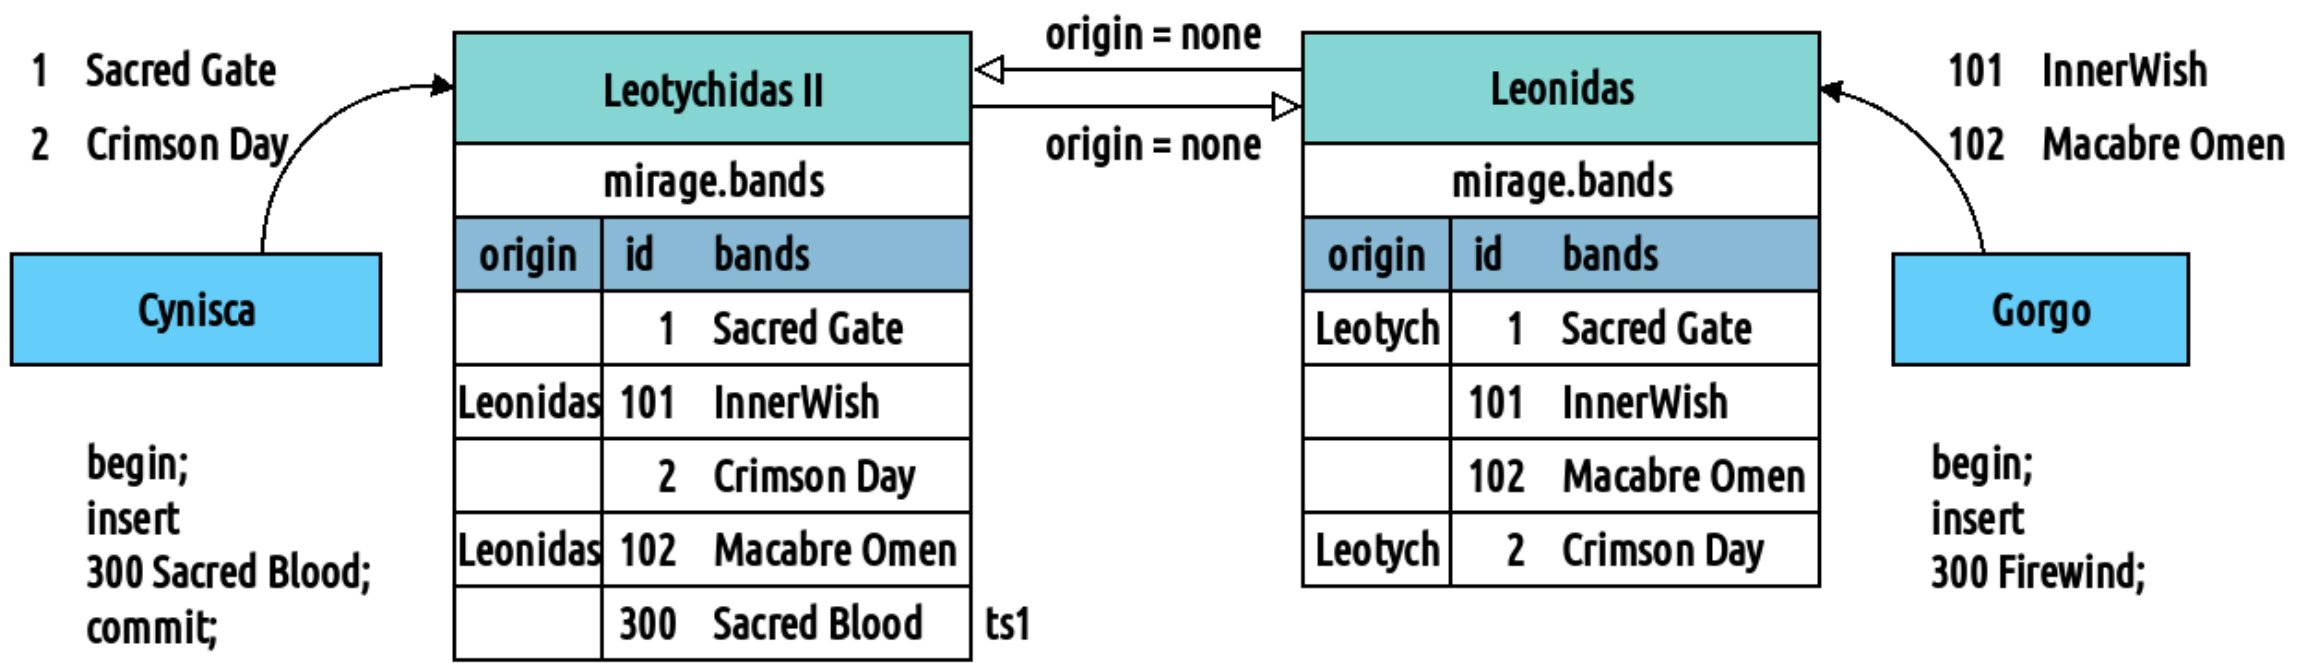 1 Sacred Gate
2 Crimson Day
Cynisca
begin;
insert
300 Sacred Blood;
commit;
Leotychidas II
mirage.bands
origin id bands
1 Sacred Gate
Leonidas 101 InnerWish
2 Crimson Day
Leonidas 102 Macabre Omen
300 Sacred Blood ts1
origin = none
origin = none
Leonidas
mirage.bands
origin id bands
Leotych 1 Sacred Gate
101 InnerWish
102 Macabre Omen
Leotych 2 Crimson Day
101 InnerWish
102 Macabre Omen
Gorgo
begin;
insert
300 Firewind;